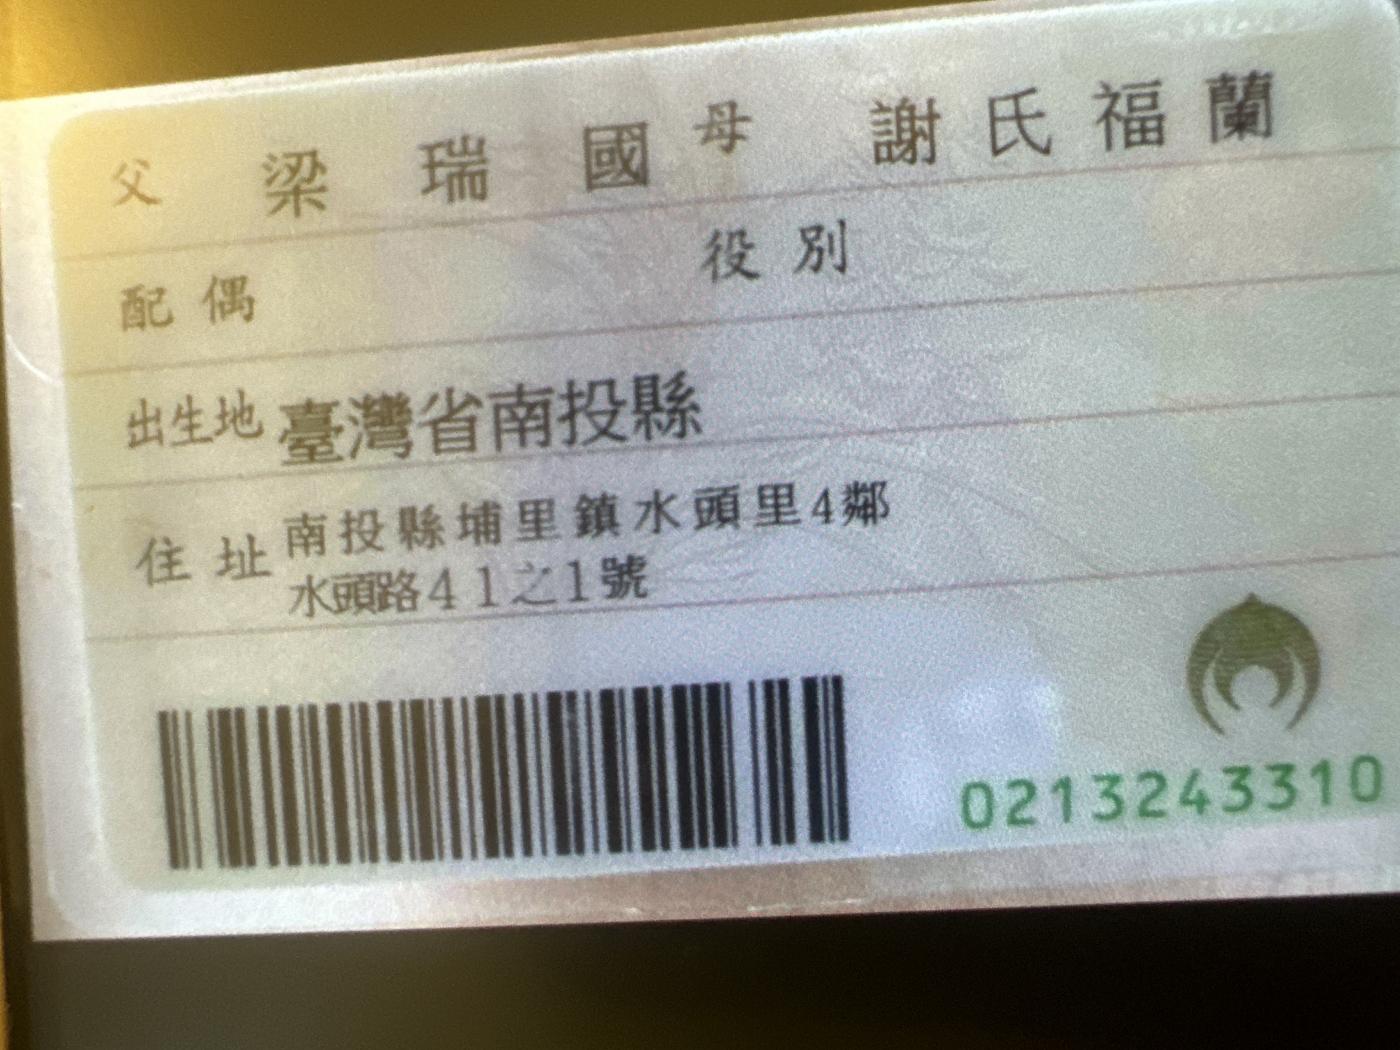 父 梁瑞國 母 謝氏福蘭
配偶 役別
出生地 臺灣省南投縣
住址 南投縣埔里鎮水頭里4鄰
水頭路41之1號
0213243310